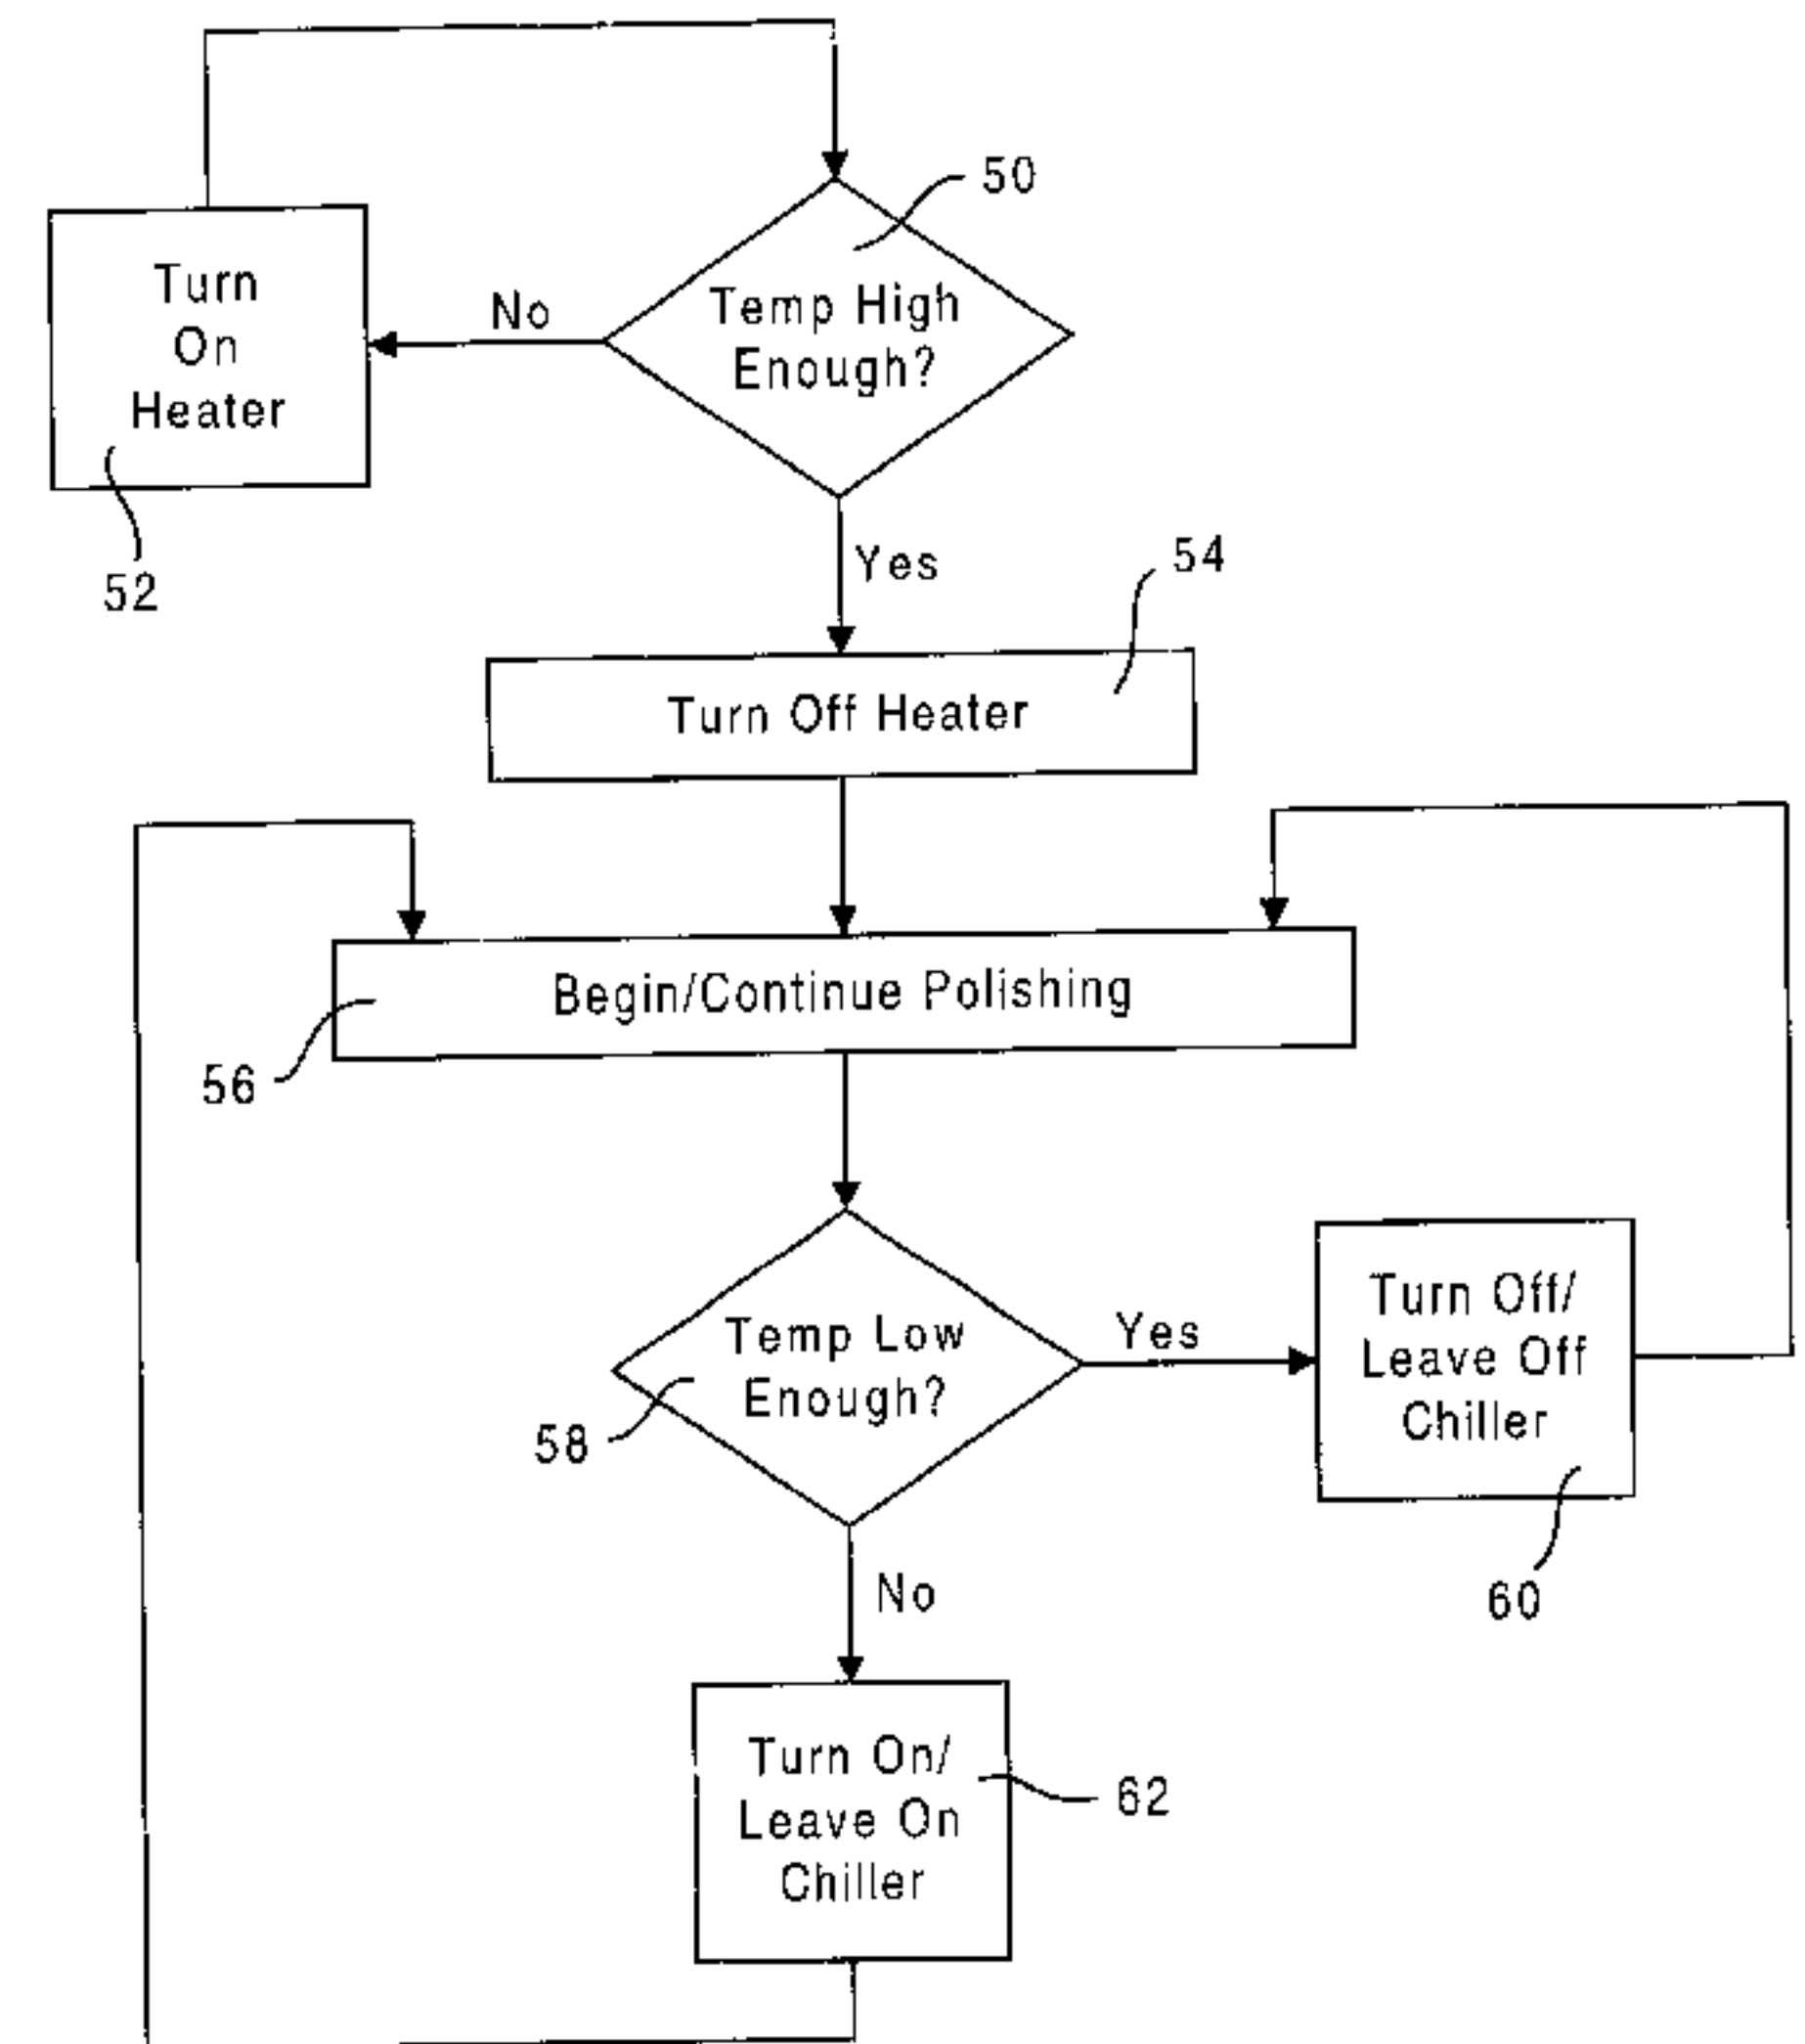 50
Turn
On
Heater
No
Temp High
Enough?
52
Yes
54
Turn Off Heater
Begin/Continue Polishing
56
Temp Low
Enough?
58
Yes
Turn Off/
Leave Off
Chiller
60
No
Turn On/
Leave On
Chiller
62